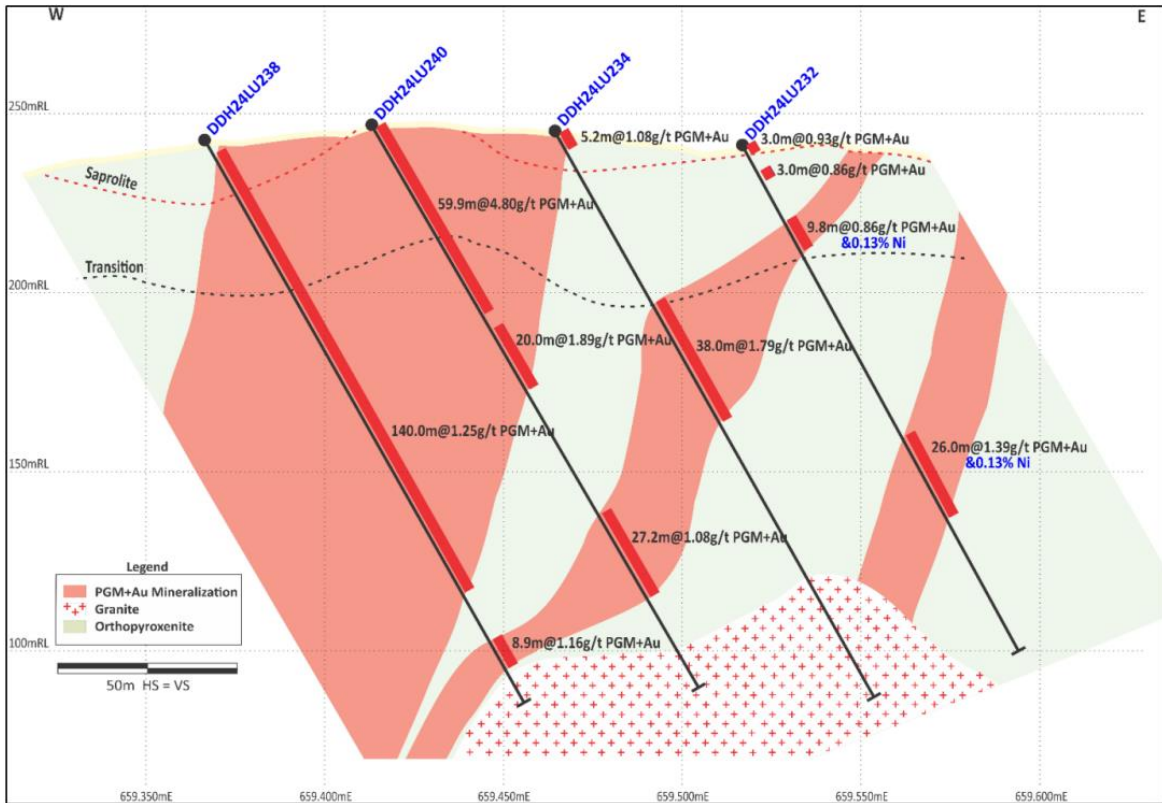 W
E
DDH24LU238
DDH24LU240
DDH24LU234
DDH24LU232
250mRL
5.2m@1.08g/t PGM+Au
3.0m@0.93g/t PGM+Au
3.0m@0.86g/t PGM+Au
Saprolite
59.9m@4.80g/t PGM+Au
9.8m@0.86g/t PGM+Au
&0.13% Ni
Transition
200mRL
20.0m@1.89g/t PGM+Au
38.0m@1.79g/t PGM+Au
140.0m@1.25g/t PGM+Au
26.0m@1.39g/t PGM+Au
&0.13% Ni
150mRL
27.2m@1.08g/t PGM+Au
Legend
PGM+Au Mineralization
Granite
Orthopyroxenite
8.9m@1.16g/t PGM+Au
100mRL
50m HS = VS
659.350mE
659.400mE
659.450mE
659.500mE
659.550mE
659.600mE